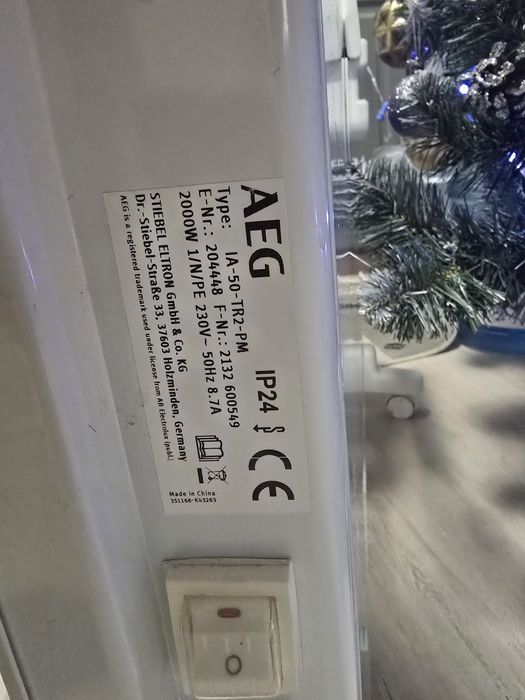 AEG IP24 CE
Type: IA-50-TR2-PM
E-Nr.: 204448 F-Nr.: 2132 600549
2000W 1/N/PE 230V~ 50Hz 8.7A
STIEBEL ELTRON GmbH & Co. KG
Dr.-Stiebel-Straße 33, 37603 Holzminden, Germany
AEG is a registered trademark used under license from AB Electrolux (publ.)
Made in China
351166-K43263